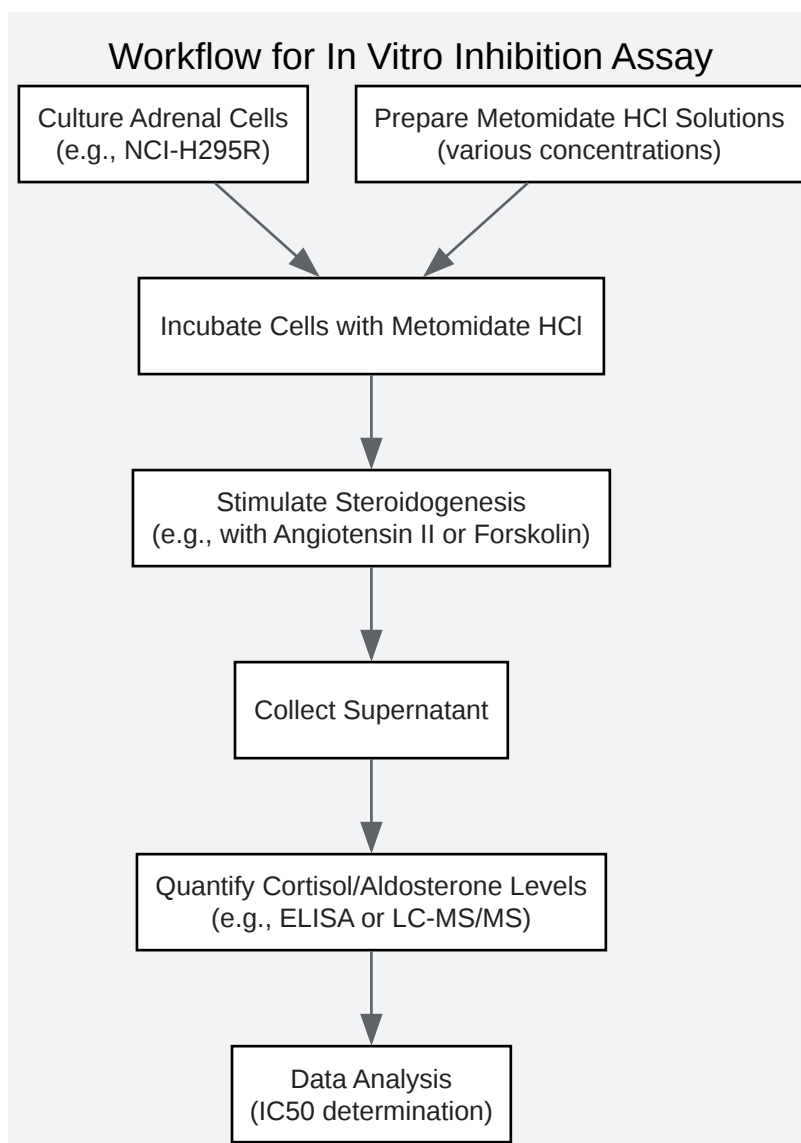 Workflow for In Vitro Inhibition Assay
Culture Adrenal Cells
(e.g., NCI-H295R)
Prepare Metomidate HCl Solutions
(various concentrations)
Incubate Cells with Metomidate HCl
Stimulate Steroidogenesis
(e.g., with Angiotensin II or Forskolin)
Collect Supernatant
Quantify Cortisol/Aldosterone Levels
(e.g., ELISA or LC-MS/MS)
Data Analysis
(IC50 determination)